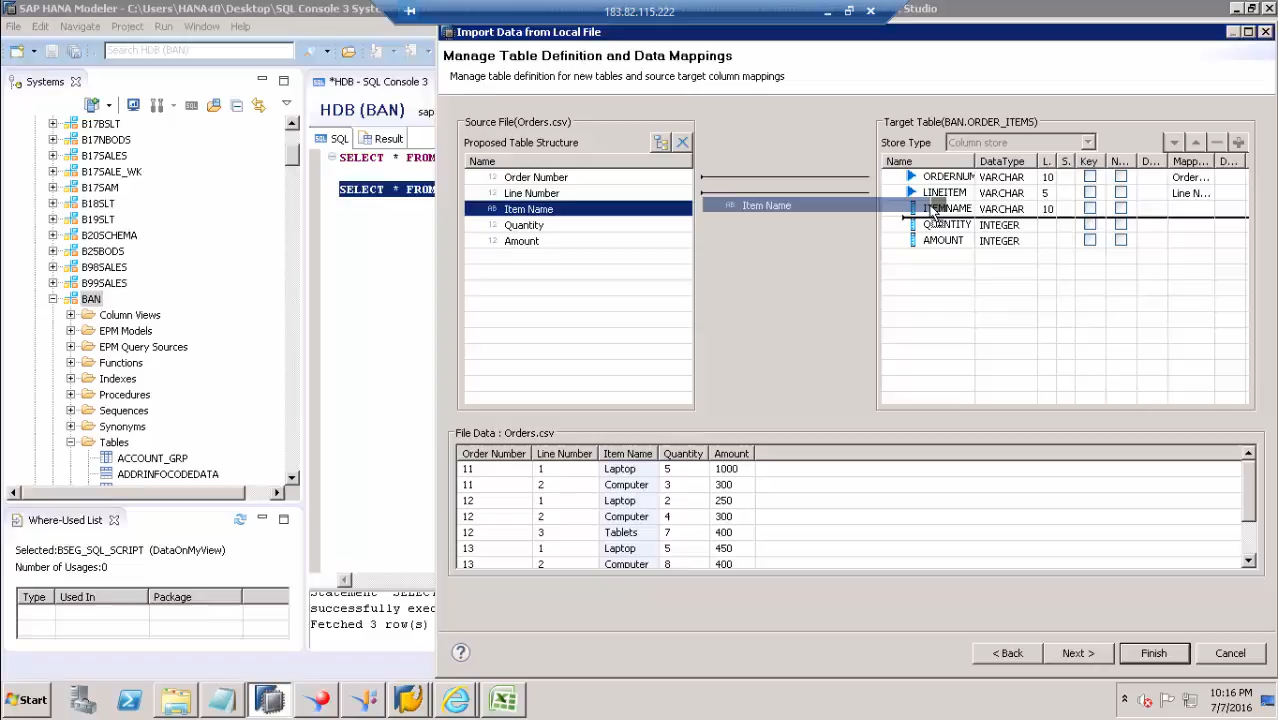 SAP HANA Modeler
C:\Users\HANA40\Desktop\SQL Console 3
Syste
183.82.115.222
Studio
File Edit Navigate Project Run Window
Search HDB (BAN)
Import Data from Local File
Manage Table Definition and Data Mappings
Manage table definition for new tables and source target column mappings
Systems
*HDB - SQL Console 3
HDB (BAN) sap
SQL Result
SELECT * FROM
SELECT * FROM
B17BSLT
B17NBODS
B17SALES
B17SALE_WK
B17SAM
B18SLT
B19SLT
B20SCHEMA
B25BODS
B98SALES
B99SALES
BAN
Column Views
EPM Models
EPM Query Sources
Functions
Indexes
Procedures
Sequences
Synonyms
Tables
ACCOUNT_GRP
ADDRINFOCODEDATA
Source File(Orders.csv)
Proposed Table Structure
Name
12 Order Number
12 Line Number
AB Item Name
12 Quantity
12 Amount
AB Item Name
Target Table(BAN.ORDER_ITEMS)
Store Type Column store
Name DataType L. S. Key N... D... Mapp... D...
ORDERNUM VARCHAR 10 Order...
LINEITEM VARCHAR 5 Line N...
ITEMNAME VARCHAR 10
QUANTITY INTEGER
AMOUNT INTEGER
File Data : Orders.csv
Order Number Line Number Item Name Quantity Amount
11 1 Laptop 5 1000
11 2 Computer 3 300
12 1 Laptop 2 250
12 2 Computer 4 300
12 3 Tablets 7 400
13 1 Laptop 5 450
13 2 Computer 8 400
Where-Used List
Selected:BSEG_SQL_SCRIPT (DataOnMyView)
Number of Usages:0
Type Used In Package
successfully exec
Fetched 3 row(s)
? < Back Next > Finish Cancel
Start
10:16 PM
7/7/2016